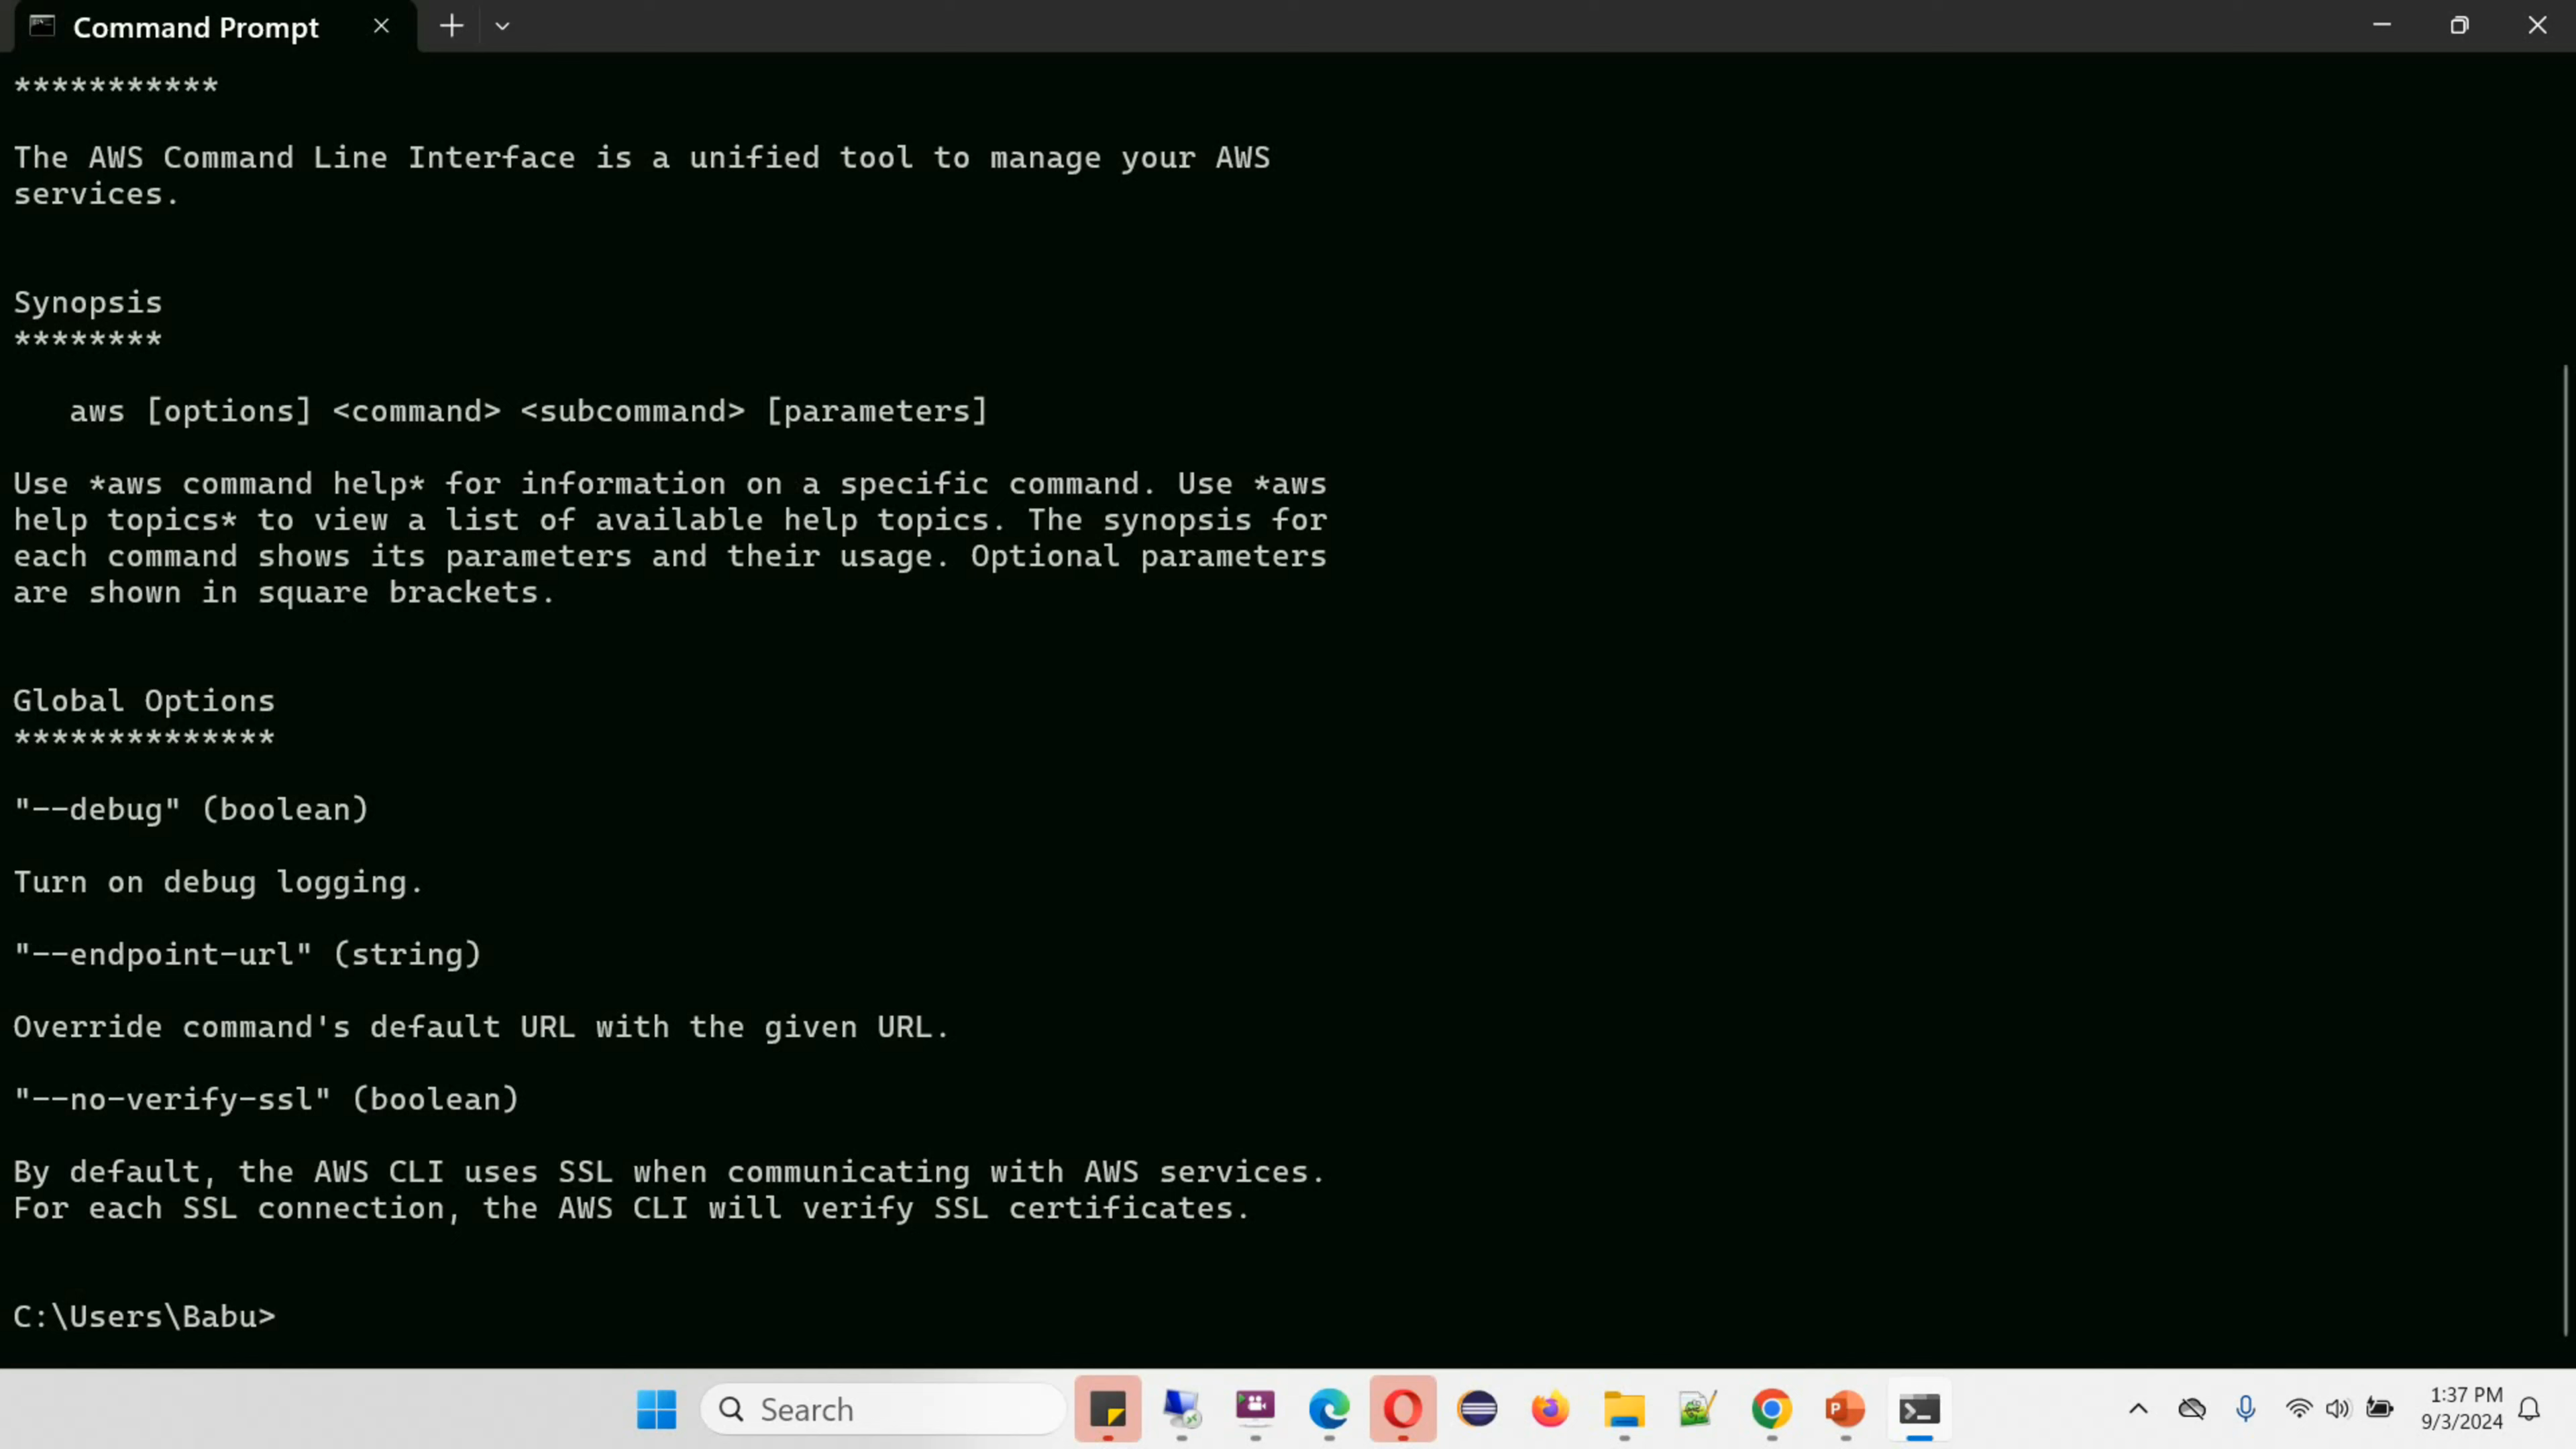 Command Prompt
***********
The AWS Command Line Interface is a unified tool to manage your AWS
services.
Synopsis
********
aws [options] <command> <subcommand> [parameters]
Use *aws command help* for information on a specific command. Use *aws
help topics* to view a list of available help topics. The synopsis for
each command shows its parameters and their usage. Optional parameters
are shown in square brackets.
Global Options
**************
"--debug" (boolean)
Turn on debug logging.
"--endpoint-url" (string)
Override command's default URL with the given URL.
"--no-verify-ssl" (boolean)
By default, the AWS CLI uses SSL when communicating with AWS services.
For each SSL connection, the AWS CLI will verify SSL certificates.
C:\Users\Babu>
Search
1:37 PM
9/3/2024